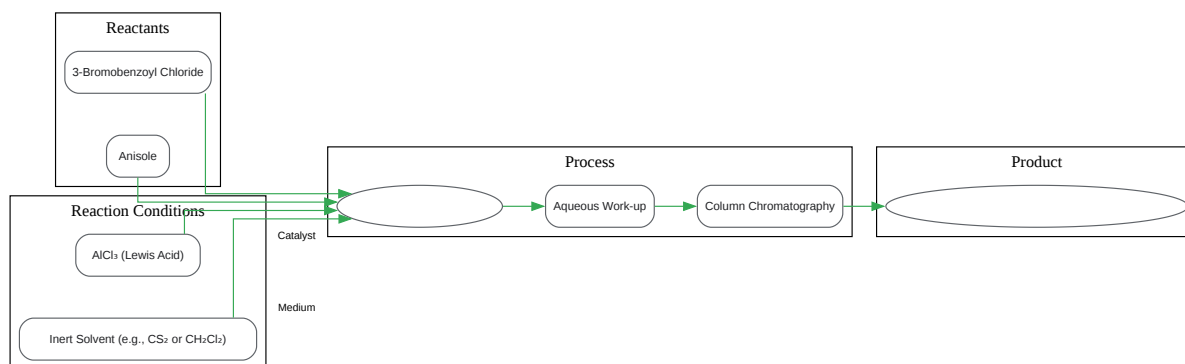 Reactants
3-Bromobenzoyl Chloride
Anisole
Reaction Conditions
AlCl₃ (Lewis Acid)
Inert Solvent (e.g., CS₂ or CH₂Cl₂)
Catalyst
Medium
Process
Aqueous Work-up
Column Chromatography
Product